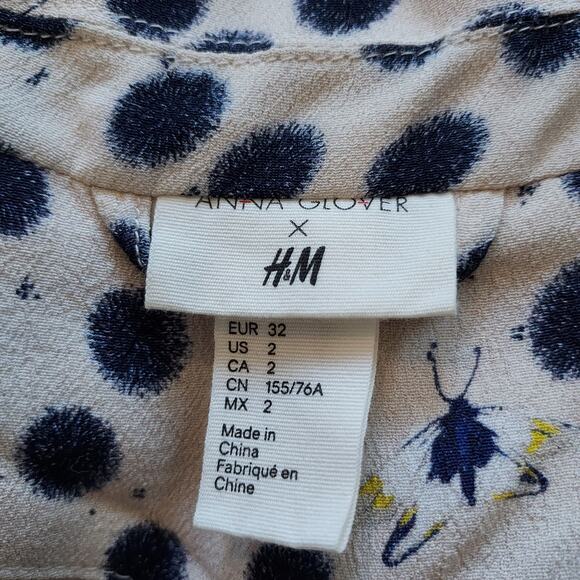 ANNA GLOVER
×
H&M
EUR 32
US 2
CA 2
CN 155/76A
MX 2
Made in
China
Fabriqué en
Chine